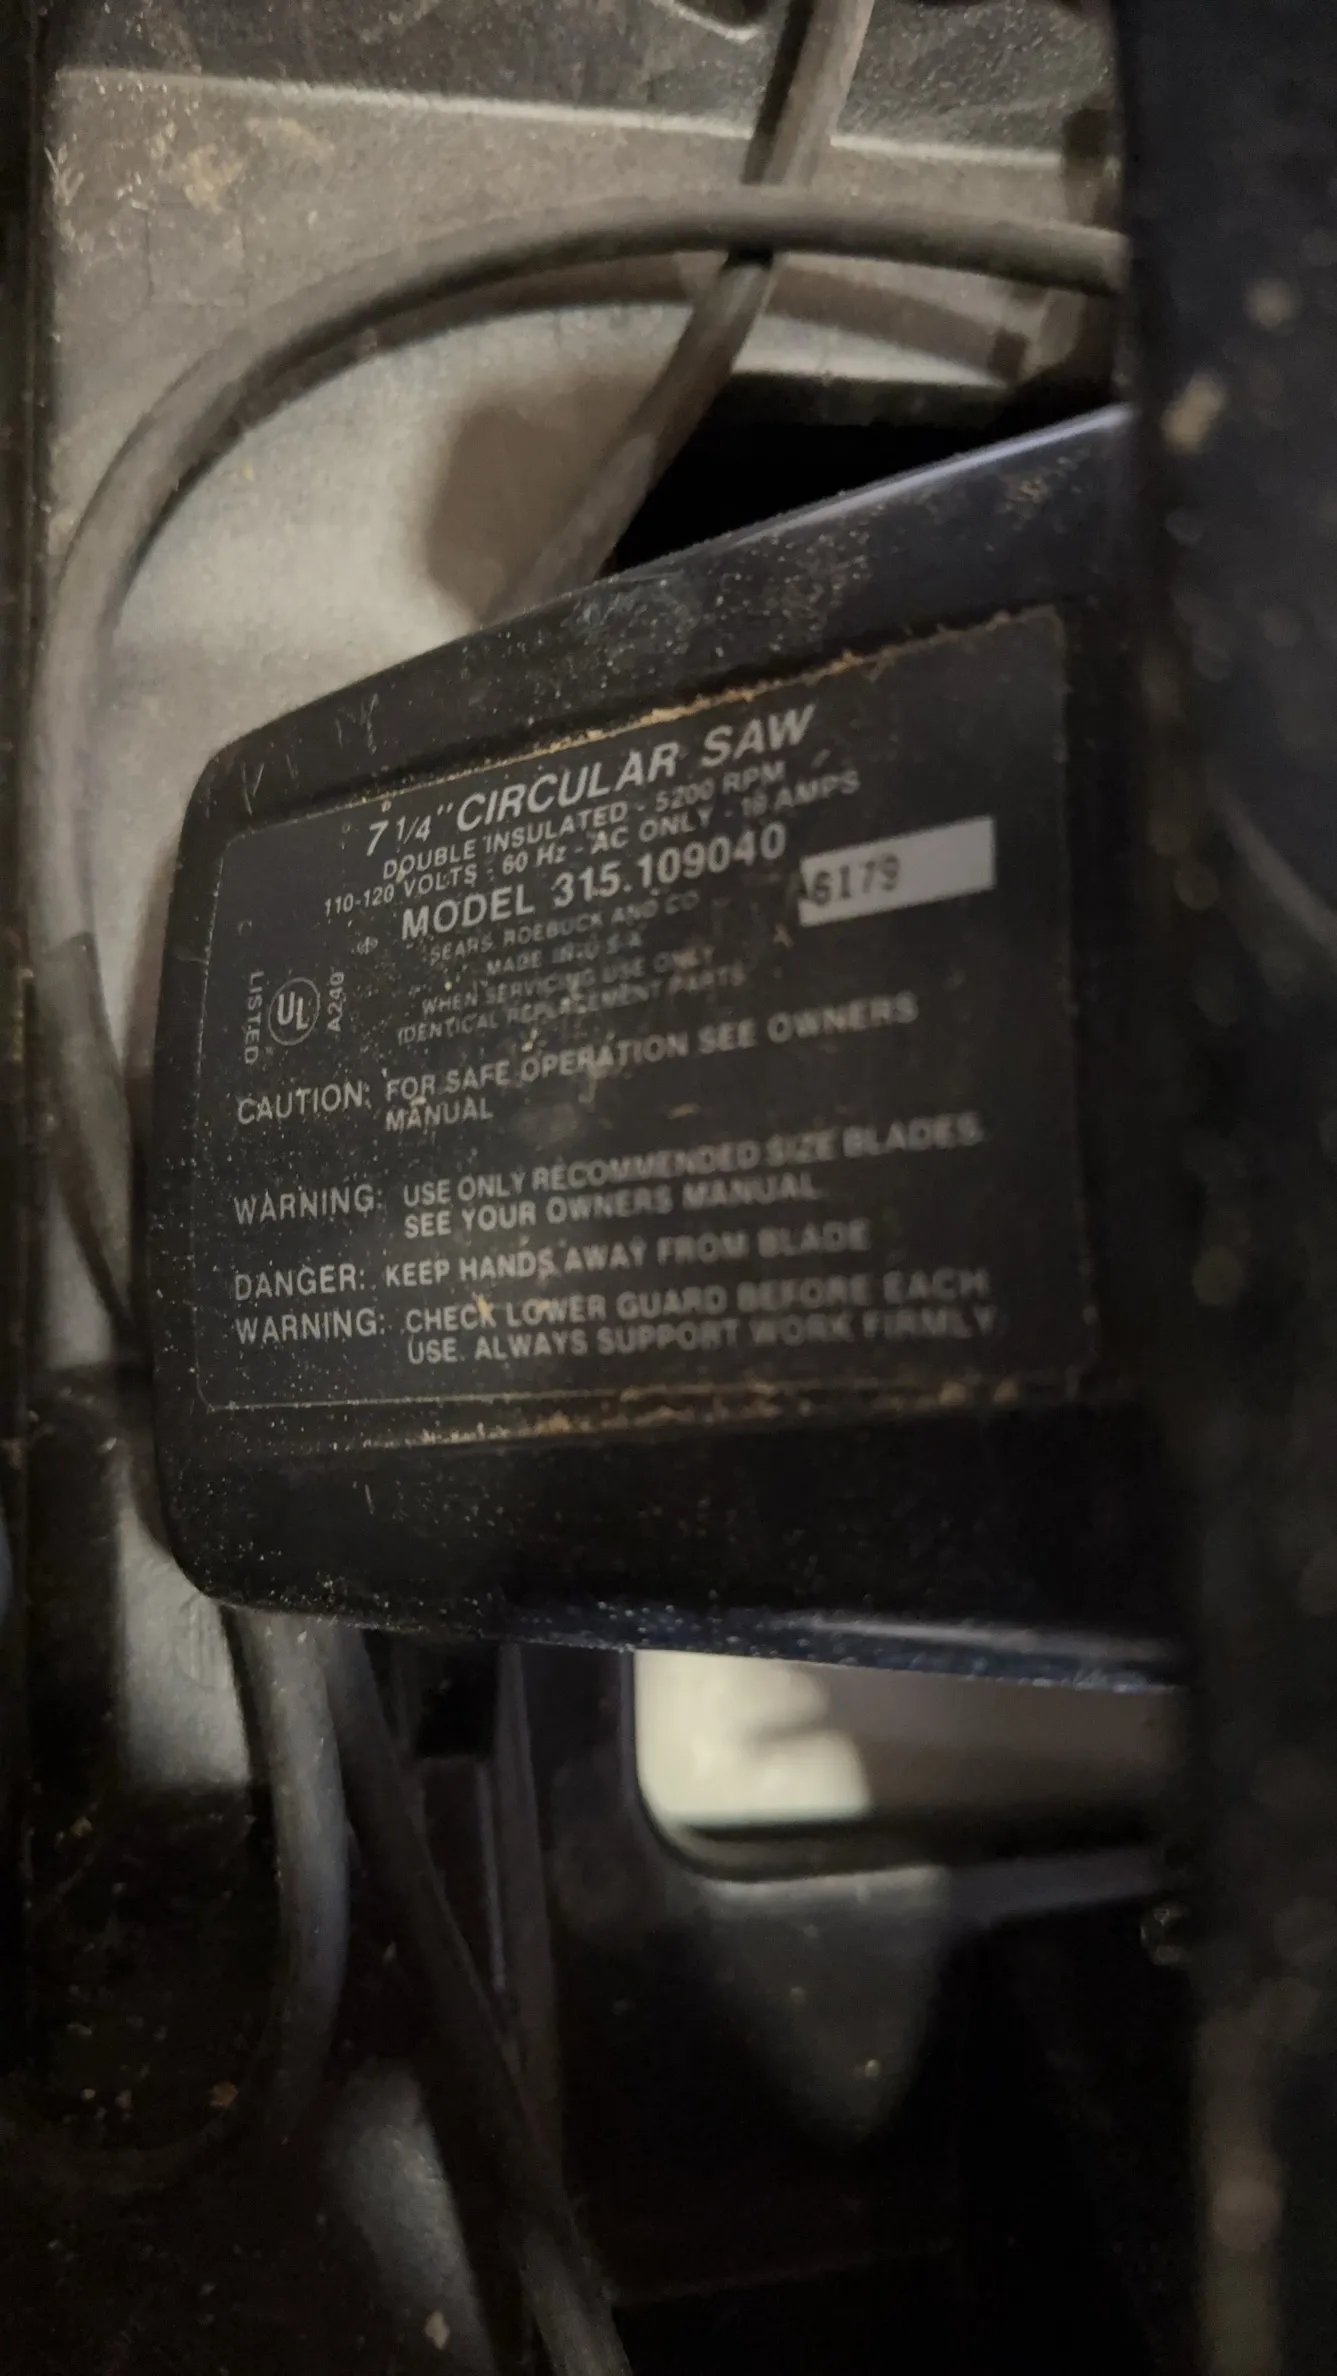 7 1/4" CIRCULAR SAW
DOUBLE INSULATED - 5200 RPM
110-120 VOLTS - 60 Hz - AC ONLY - AMPS
MODEL 315.109040
G179
SEARS, ROEBUCK AND CO
MADE IN U.S.A.
WHEN SERVICING USE ONLY
IDENTICAL REPLACEMENT PARTS
LISTED
UL
A240
CAUTION: FOR SAFE OPERATION SEE OWNERS
MANUAL
WARNING: USE ONLY RECOMMENDED SIZE BLADES.
SEE YOUR OWNERS MANUAL
DANGER: KEEP HANDS AWAY FROM BLADE
WARNING: CHECK LOWER GUARD BEFORE EACH
USE. ALWAYS SUPPORT WORK FIRMLY